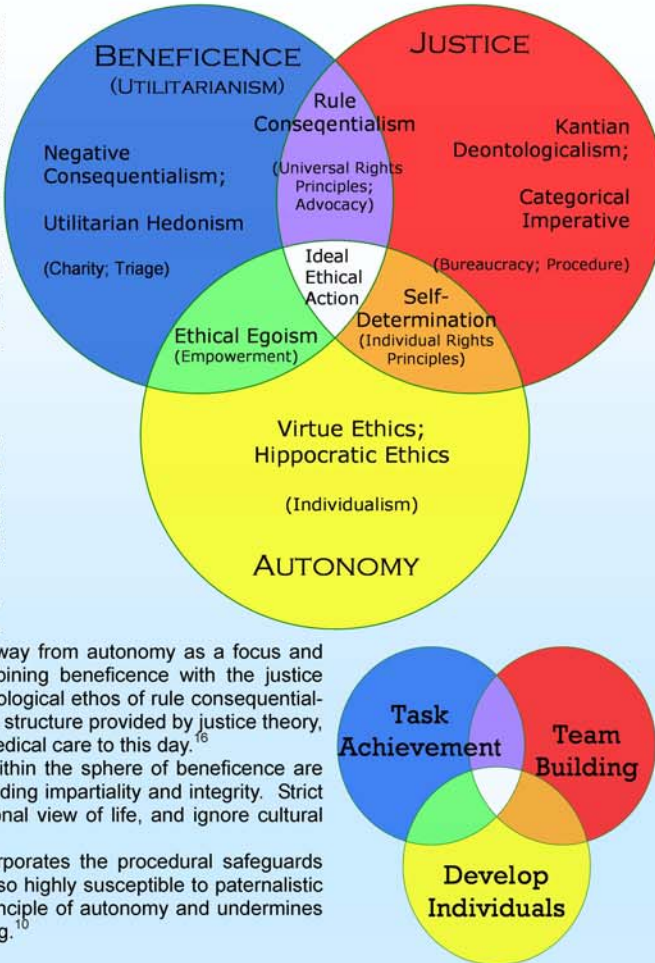 BENEFICENCE
(UTILITARIANISM)
JUSTICE
Rule
Conseqentialism
(Universal Rights
Principles;
Advocacy)
Negative
Consequentialism;
Utilitarian Hedonism
(Charity; Triage)
Kantian
Deontologicalism;
Categorical
Imperative
(Bureaucracy; Procedure)
Ideal
Ethical
Action
Ethical Egoism
(Empowerment)
Self-
Determination
(Individual Rights
Principles)
Virtue Ethics;
Hippocratic Ethics
(Individualism)
AUTONOMY
way from autonomy as a focus and
bining beneficence with the justice
ological ethos of rule consequential-
structure provided by justice theory,
edical care to this day.16
ithin the sphere of beneficence are
ding impartiality and integrity. Strict
onal view of life, and ignore cultural
rporates the procedural safeguards
so highly susceptible to paternalistic
nciple of autonomy and undermines
g.10
Task
Achievement
Team
Building
Develop
Individuals